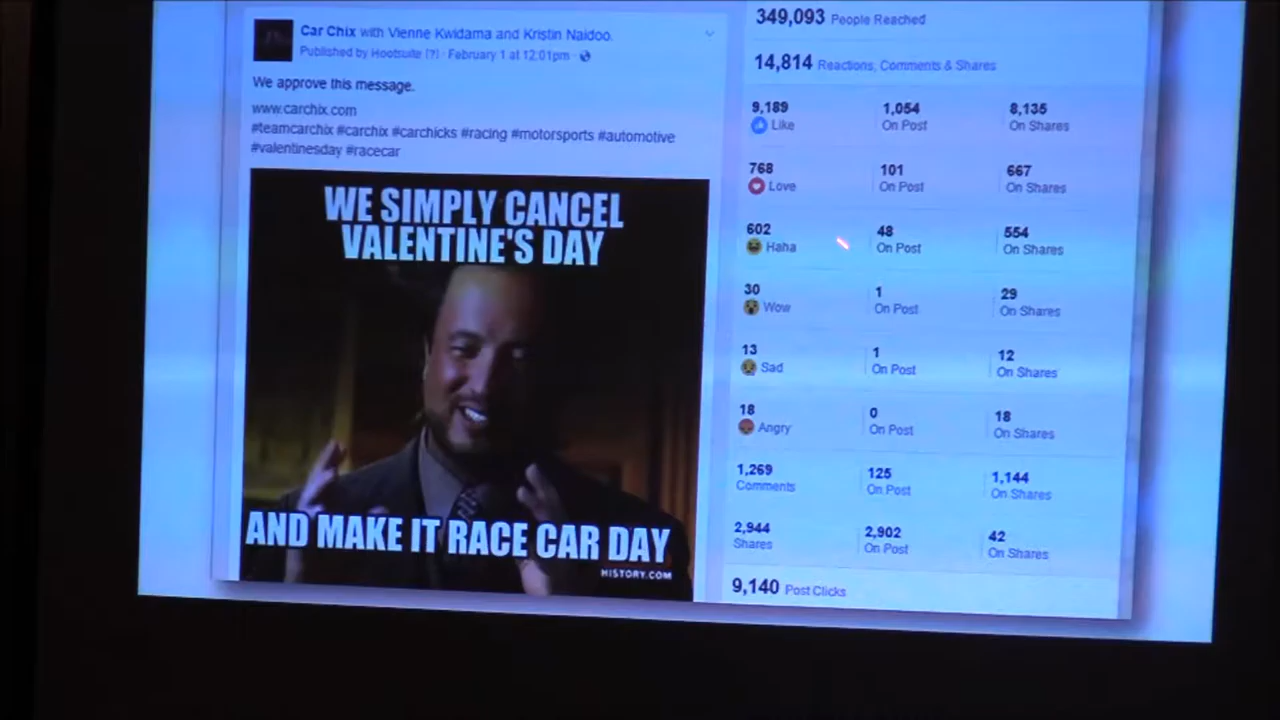 Car Chix with Vienne Kwidama and Kristin Naidoo.
Published by Hootsuite [?] · February 1 at 12:01pm ·
We approve this message.
www.carchix.com
#teamcarchix #carchix #carchicks #racing #motorsports #automotive
#valentinesday #racecar
WE SIMPLY CANCEL
VALENTINE'S DAY
AND MAKE IT RACE CAR DAY
HISTORY.COM
349,093 People Reached
14,814 Reactions, Comments & Shares
9,189 1,054 8,135
Like On Post On Shares
768 101 667
Love On Post On Shares
602 48 554
Haha On Post On Shares
30 1 29
Wow On Post On Shares
13 1 12
Sad On Post On Shares
18 0 18
Angry On Post On Shares
1,269 125 1,144
Comments On Post On Shares
2,944 2,902 42
Shares On Post On Shares
9,140 Post Clicks